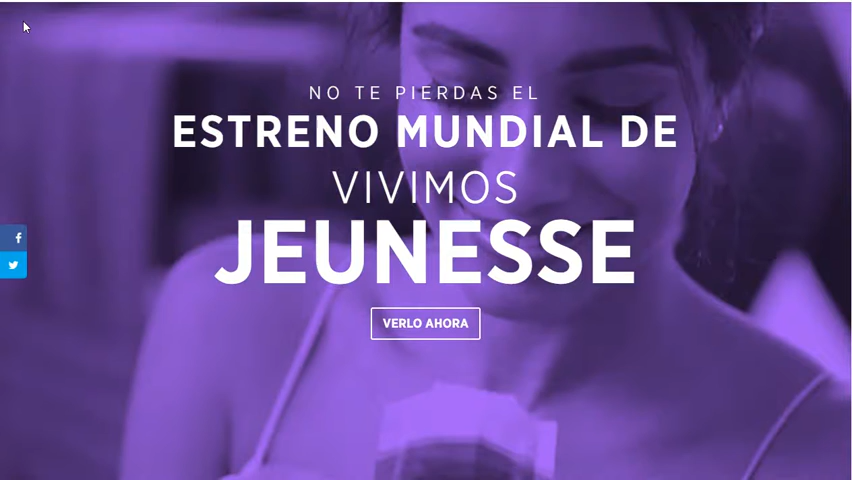 NO TE PIERDAS EL
ESTRENO MUNDIAL DE
VIVIMOS
JEUNESSE
VERLO AHORA